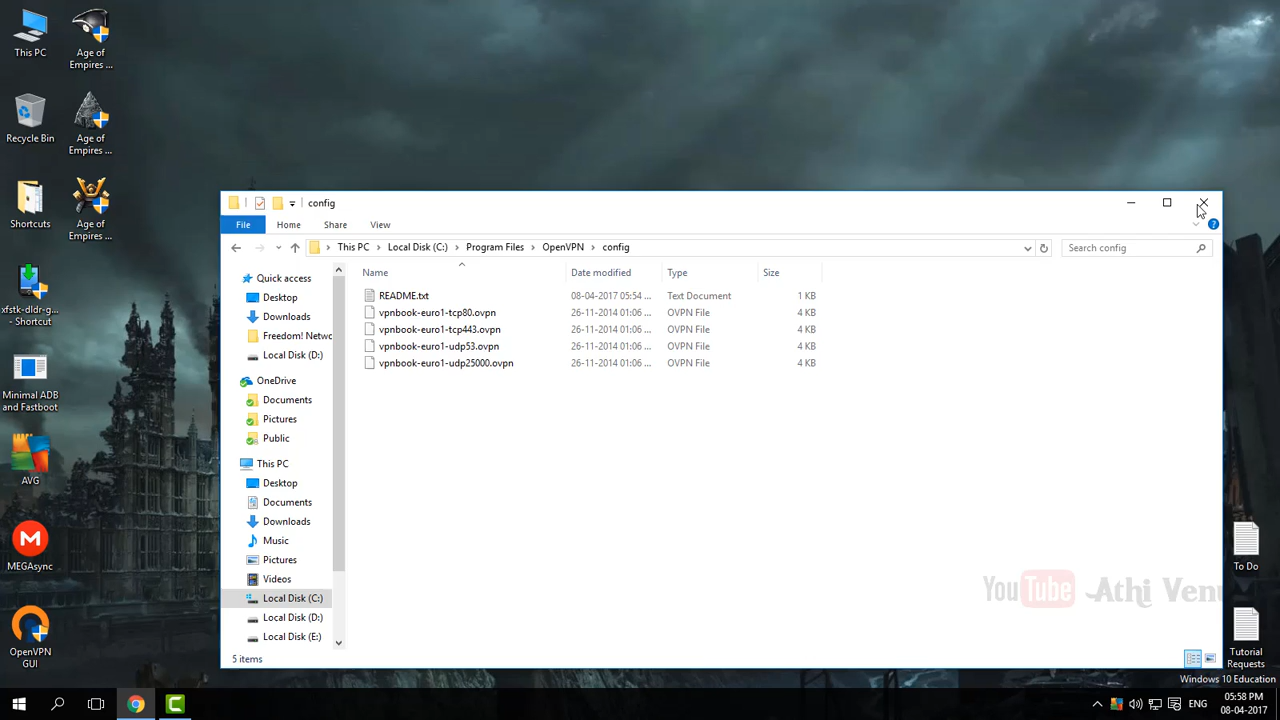 This PC
Age of
Empires ...
Recycle Bin
Age of
Empires ...
Shortcuts
Age of
Empires ...
xfstk-dldr-g...
- Shortcut
Minimal ADB
and Fastboot
AVG
MEGAsync
OpenVPN
GUI
config
File
Home
Share
View
This PC
Local Disk (C:)
Program Files
OpenVPN
config
Search config
Name
Date modified
Type
Size
README.txt
08-04-2017 05:54 ...
Text Document
1 KB
vpnbook-euro1-tcp80.ovpn
26-11-2014 01:06 ...
OVPN File
4 KB
vpnbook-euro1-tcp443.ovpn
26-11-2014 01:06 ...
OVPN File
4 KB
vpnbook-euro1-udp53.ovpn
26-11-2014 01:06 ...
OVPN File
4 KB
vpnbook-euro1-udp25000.ovpn
26-11-2014 01:06 ...
OVPN File
4 KB
Quick access
Desktop
Downloads
Freedom! Netwo
Local Disk (D:)
OneDrive
Documents
Pictures
Public
This PC
Desktop
Documents
Downloads
Music
Pictures
Videos
Local Disk (C:)
Local Disk (D:)
Local Disk (E:)
5 items
YouTube Athi Venu
To Do
Tutorial
Requests
Windows 10 Education
ENG
05:58 PM
08-04-2017